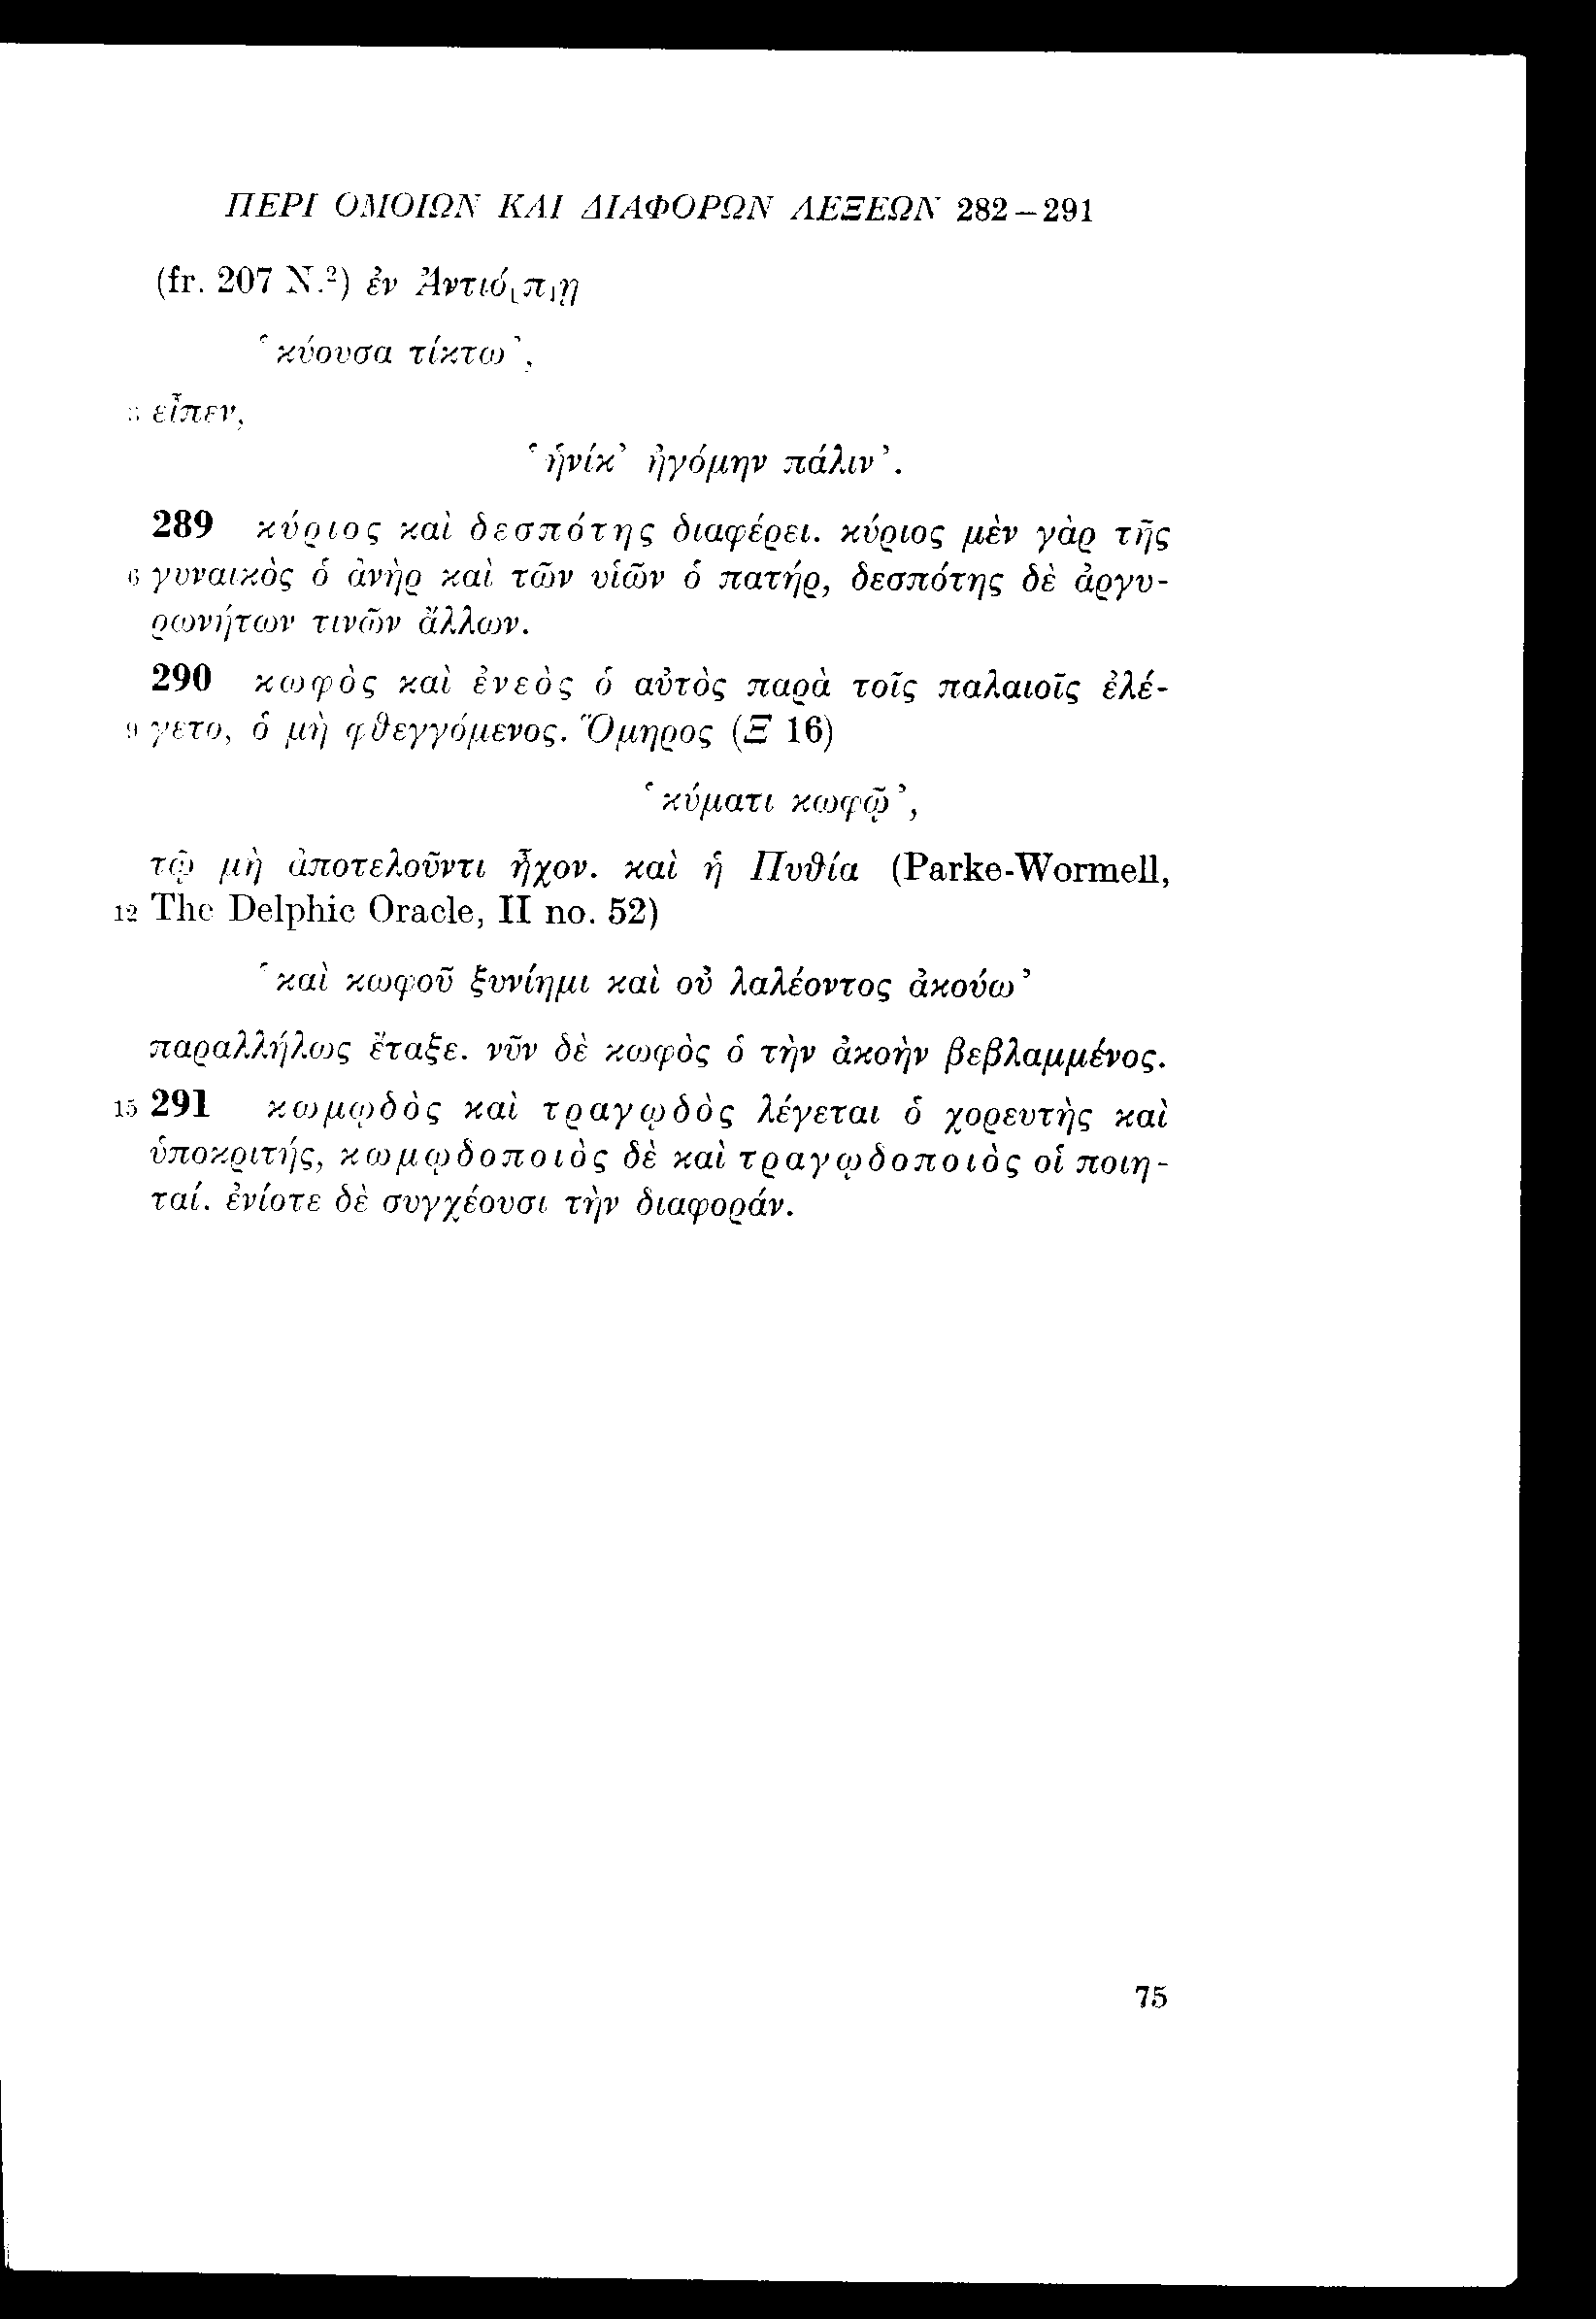 ΠΕΡΙ ΟΜΟΙΩΝ ΚΑΙ ΔΙΑΦΟΡΩΝ ΛΕΞΕΩΝ 282 – 291
(fr. 207 N.²) ἐν Ἀντιό⸤π⸥ῃ
‘κύουσα τίκτω’,
3 εἶπεν,
‘ἡνίκ’ ἠγόμην πάλιν’.
289 κύριος καὶ δεσπότης διαφέρει. κύριος μὲν γὰρ τῆς
6 γυναικὸς ὁ ἀνὴρ καὶ τῶν υἱῶν ὁ πατήρ, δεσπότης δὲ ἀργυ-
ρωνήτων τινῶν ἄλλων.
290 κωφὸς καὶ ἐνεὸς ὁ αὐτὸς παρὰ τοῖς παλαιοῖς ἐλέ-
9 γετο, ὁ μὴ φθεγγόμενος. Ὅμηρος (Ξ 16)
‘κύματι κωφῷ’,
τῷ μὴ ἀποτελοῦντι ἦχον. καὶ ἡ Πυθία (Parke-Wormell,
12 The Delphic Oracle, II no. 52)
‘καὶ κωφοῦ ξυνίημι καὶ οὐ λαλέοντος ἀκούω’
παραλλήλως ἔταξε. νῦν δὲ κωφὸς ὁ τὴν ἀκοὴν βεβλαμμένος.
15 291 κωμῳδὸς καὶ τραγῳδὸς λέγεται ὁ χορευτὴς καὶ
ὑποκριτής, κωμῳδοποιὸς δὲ καὶ τραγῳδοποιὸς οἱ ποιη-
ταί. ἐνίοτε δὲ συγχέουσι τὴν διαφοράν.
75